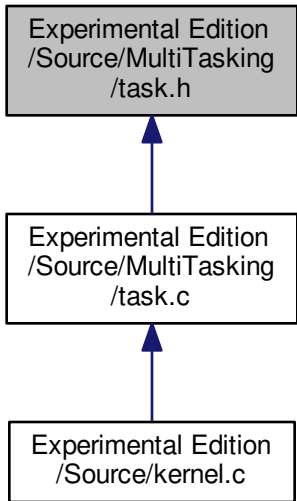 Experimental Edition
/Source/MultiTasking
/task.h
Experimental Edition
/Source/MultiTasking
/task.c
Experimental Edition
/Source/kernel.c